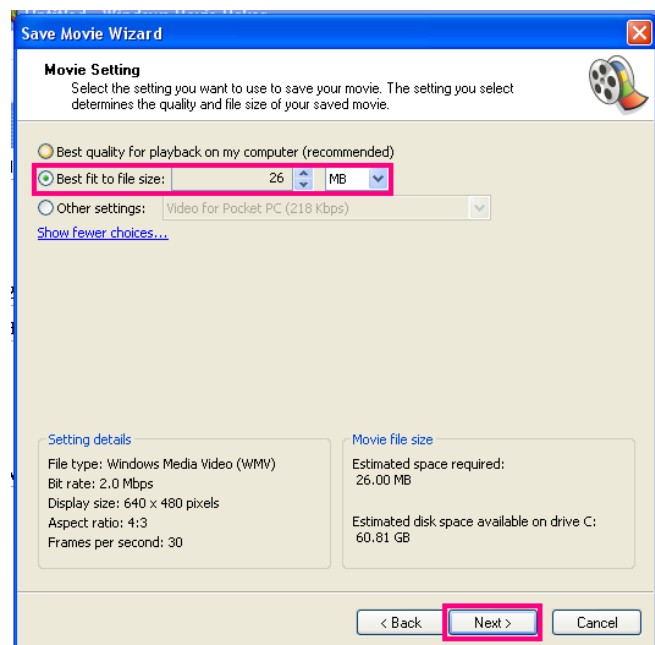 Save Movie Wizard
Movie Setting
Select the setting you want to use to save your movie. The setting you select
determines the quality and file size of your saved movie.
Best quality for playback on my computer (recommended)
Best fit to file size: 26 MB
Other settings: Video for Pocket PC (218 Kbps)
Show fewer choices...
Setting details
File type: Windows Media Video (WMV)
Bit rate: 2.0 Mbps
Display size: 640 x 480 pixels
Aspect ratio: 4:3
Frames per second: 30
Movie file size
Estimated space required:
26.00 MB
Estimated disk space available on drive C:
60.81 GB
< Back Next > Cancel